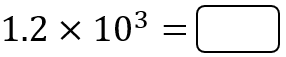 1.2 × 10³ =